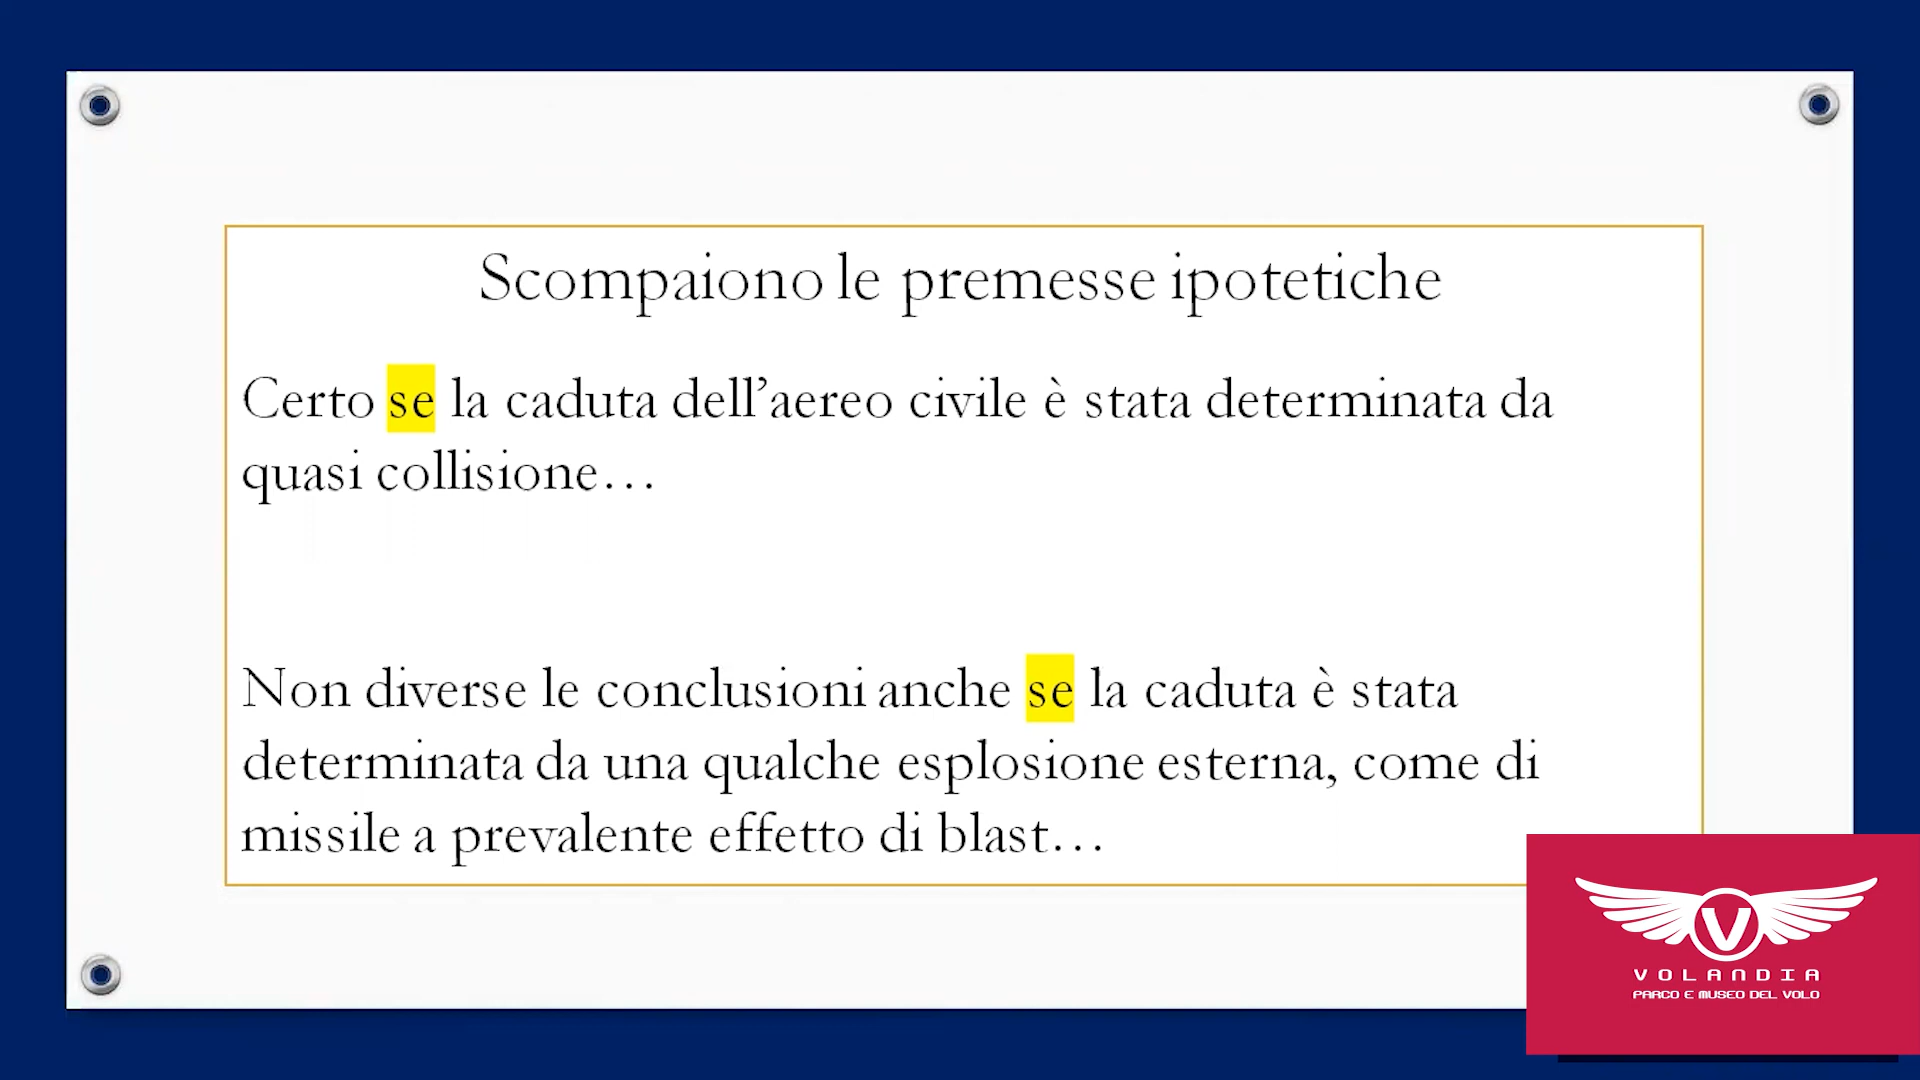 Scompaiono le premesse ipotetiche
Certo se la caduta dell’aereo civile è stata determinata da
quasi collisione…
Non diverse le conclusioni anche se la caduta è stata
determinata da una qualche esplosione esterna, come di
missile a prevalente effetto di blast…
V
VOLANDIA
PARCO E MUSEO DEL VOLO